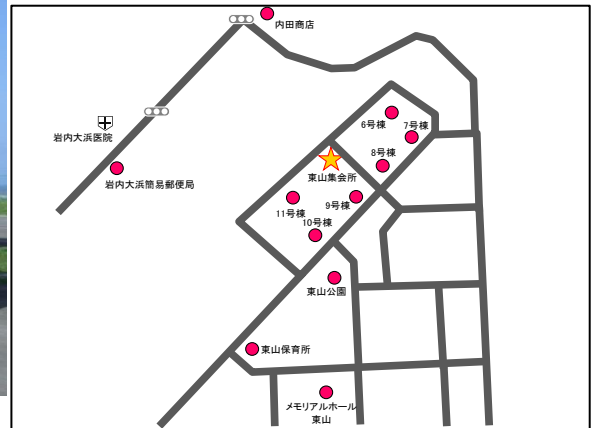 内田商店
6号棟
7号棟
岩内大浜医院
8号棟
東山集会所
岩内大浜簡易郵便局
9号棟
11号棟
10号棟
東山公園
東山保育所
メモリアルホール
東山